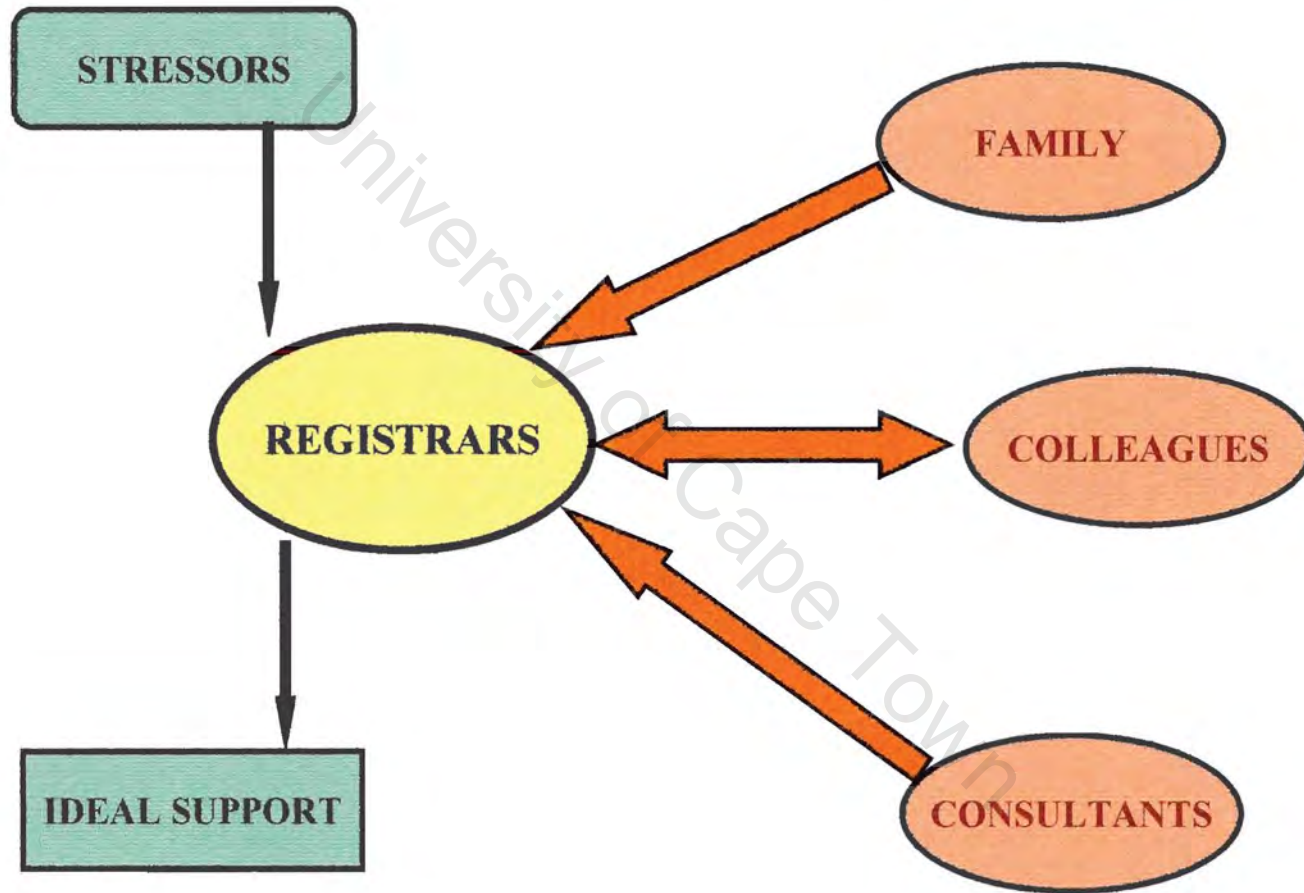 STRESSORS
FAMILY
REGISTRARS
COLLEAGUES
IDEAL SUPPORT
CONSULTANTS
University of Cape Town